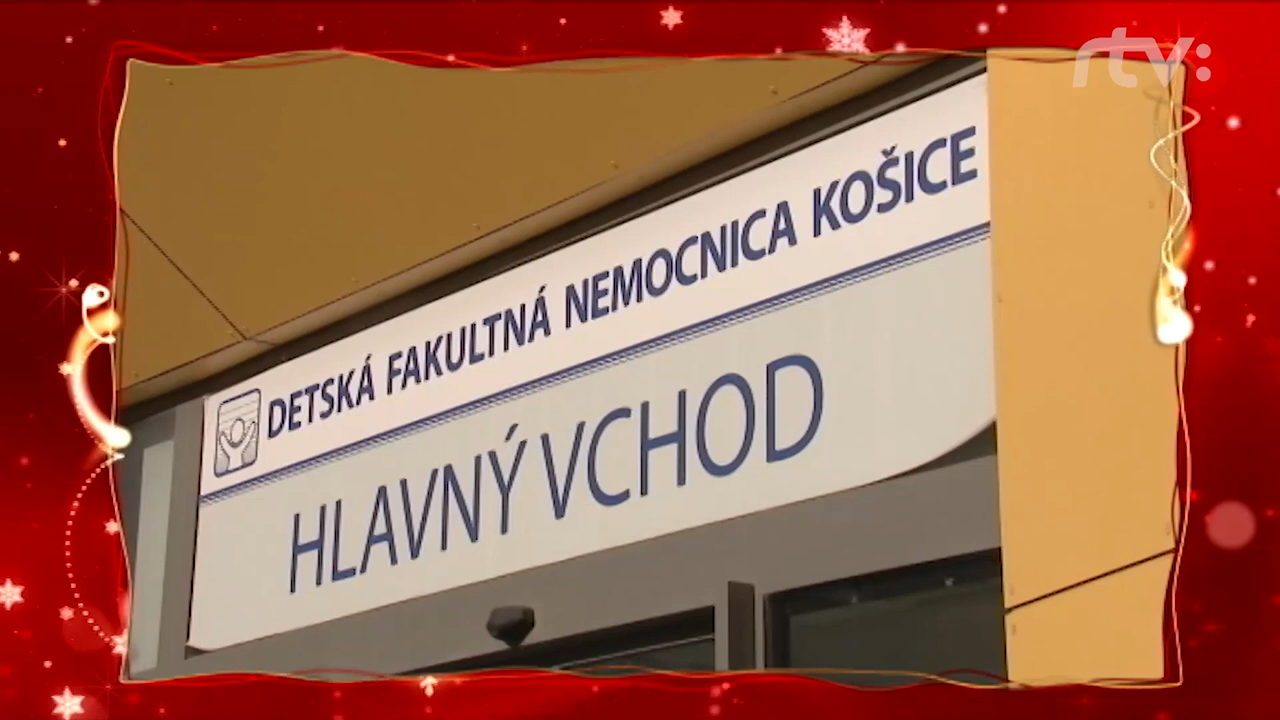 rtv:
DETSKÁ FAKULTNÁ NEMOCNICA KOŠICE
HLAVNÝ VCHOD